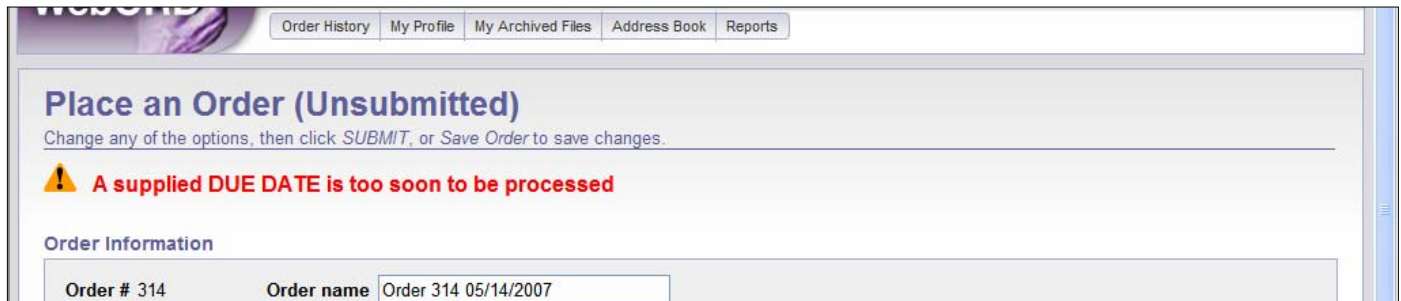 WebCRD
Order History My Profile My Archived Files Address Book Reports
Place an Order (Unsubmitted)
Change any of the options, then click SUBMIT, or Save Order to save changes.
A supplied DUE DATE is too soon to be processed
Order Information
Order # 314 Order name Order 314 05/14/2007